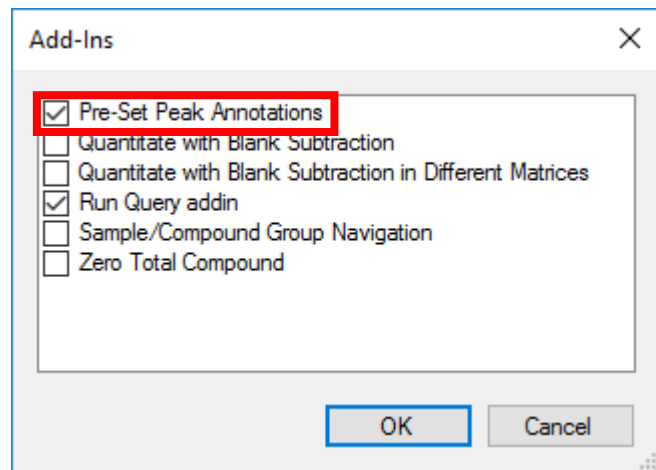 Add-Ins
Pre-Set Peak Annotations
Quantitate with Blank Subtraction
Quantitate with Blank Subtraction in Different Matrices
Run Query addin
Sample/Compound Group Navigation
Zero Total Compound
OK Cancel